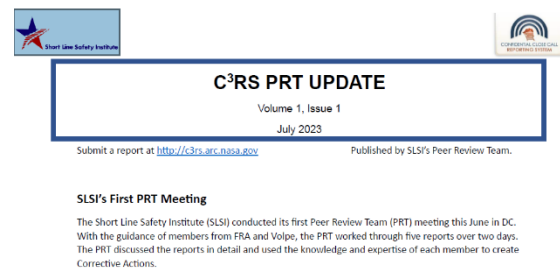 Short Line Safety Institute
CONFIDENTIAL CLOSE CALL
REPORTING SYSTEM
C³RS PRT UPDATE
Volume 1, Issue 1
July 2023
Submit a report at http://c3rs.arc.nasa.gov
Published by SLSI's Peer Review Team.
SLSI's First PRT Meeting
The Short Line Safety Institute (SLSI) conducted its first Peer Review Team (PRT) meeting this June in DC.
With the guidance of members from FRA and Volpe, the PRT worked through five reports over two days.
The PRT discussed the reports in detail and used the knowledge and expertise of each member to create
Corrective Actions.